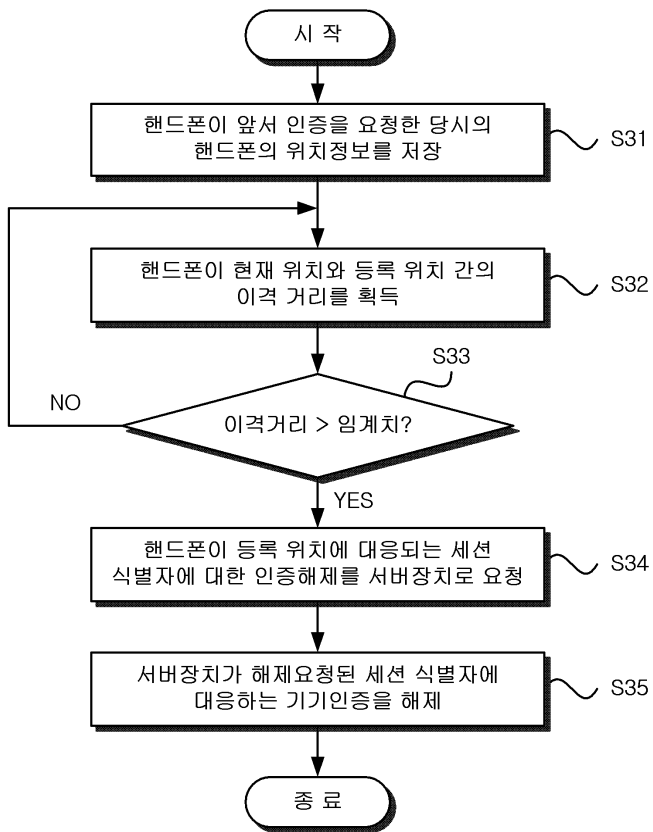 시 작
핸드폰이 앞서 인증을 요청한 당시의
핸드폰의 위치정보를 저장
S31
핸드폰이 현재 위치와 등록 위치 간의
이격 거리를 획득
S32
S33
NO
이격거리 > 임계치?
YES
핸드폰이 등록 위치에 대응되는 세션
식별자에 대한 인증해제를 서버장치로 요청
S34
서버장치가 해제요청된 세션 식별자에
대응하는 기기인증을 해제
S35
종 료